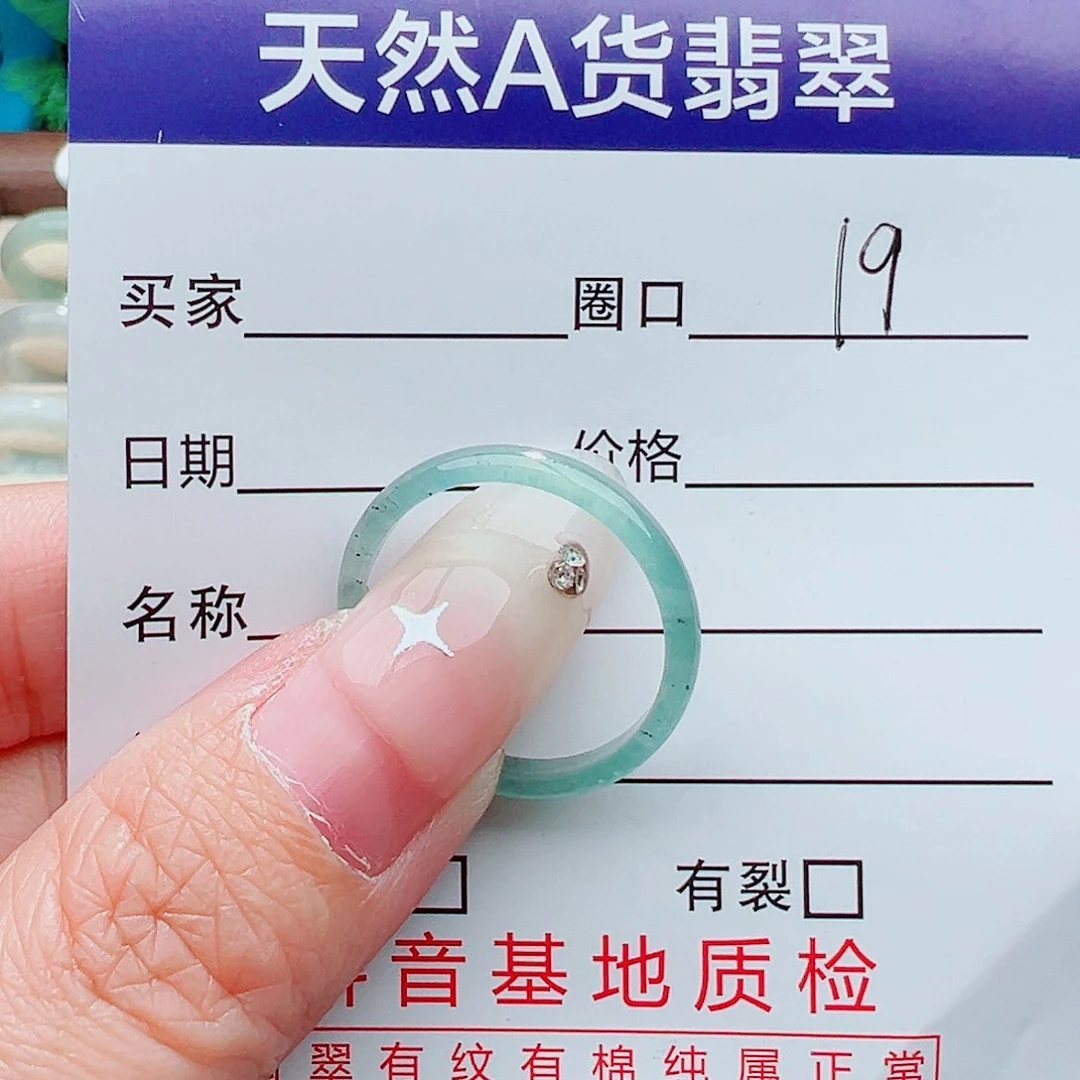 天然A货翡翠
买家 圈口 19
日期 价格
名称
有裂
音基地质检
翠有纹有棉纯属正常